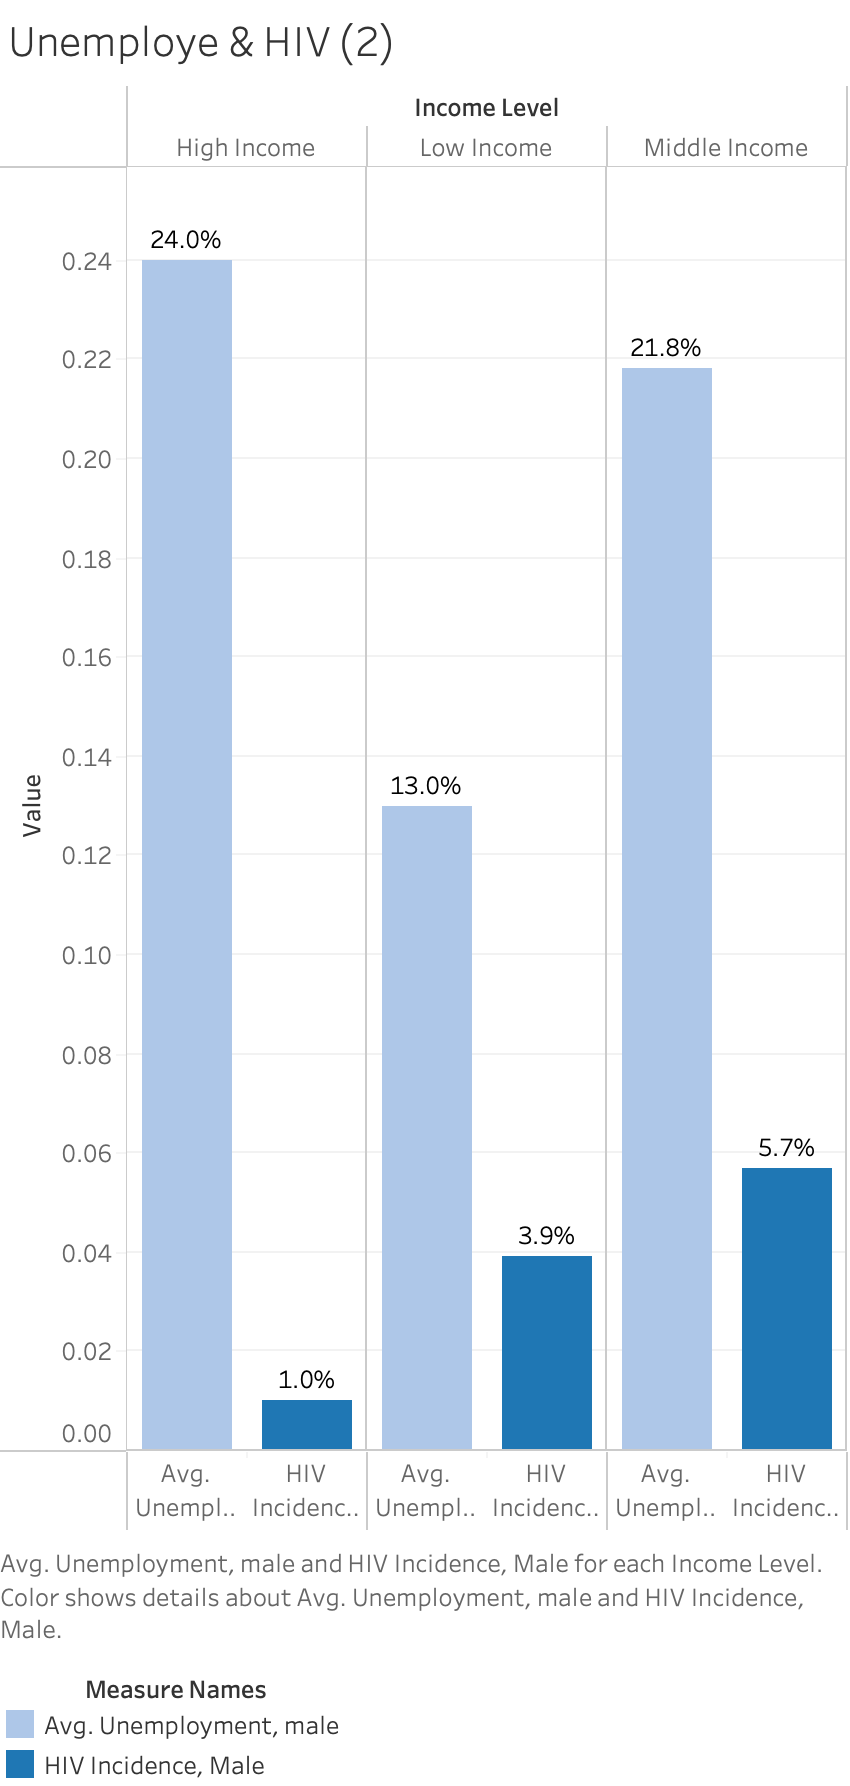 Unemploye & HIV (2)
Income Level
High Income Low Income Middle Income
24.0%
0.24
0.22
21.8%
0.20
0.18
0.16
0.14
13.0%
Value
0.12
0.10
0.08
0.06
5.7%
0.04
3.9%
0.02
1.0%
0.00
Avg. HIV Avg. HIV Avg. HIV
Unempl.. Incidenc.. Unempl.. Incidenc.. Unempl.. Incidenc..
Avg. Unemployment, male and HIV Incidence, Male for each Income Level.
Color shows details about Avg. Unemployment, male and HIV Incidence,
Male.
Measure Names
Avg. Unemployment, male
HIV Incidence, Male